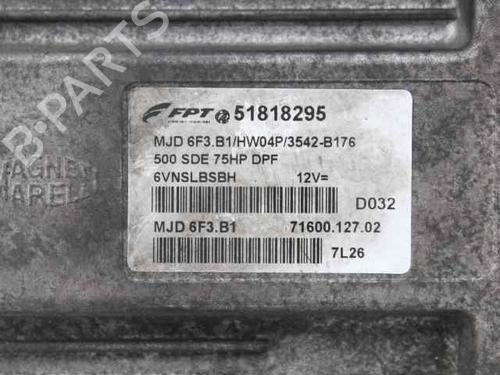 B-PARTS
FPT 51818295
MJD 6F3.B1/HW04P/3542-B176
500 SDE 75HP DPF
6VNSLBSBH 12V=
D032
MJD 6F3.B1 71600.127.02
7L26